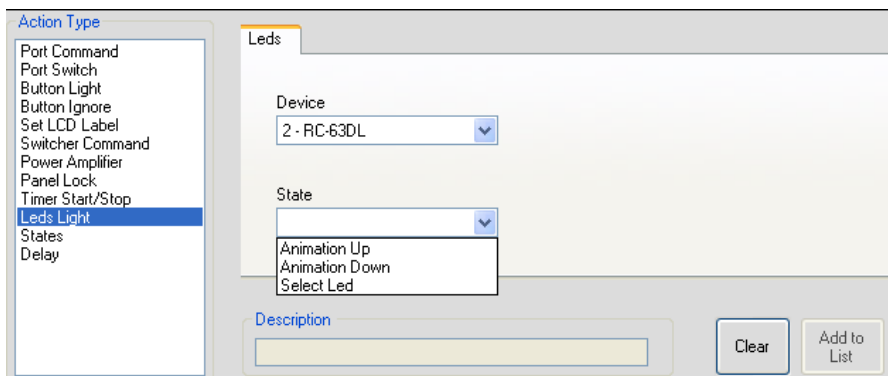 Action Type
Port Command
Port Switch
Button Light
Button Ignore
Set LCD Label
Switcher Command
Power Amplifier
Panel Lock
Timer Start/Stop
Leds Light
States
Delay
Leds
Device
2 - RC-63DL
State
Animation Up
Animation Down
Select Led
Description
Clear
Add to
List